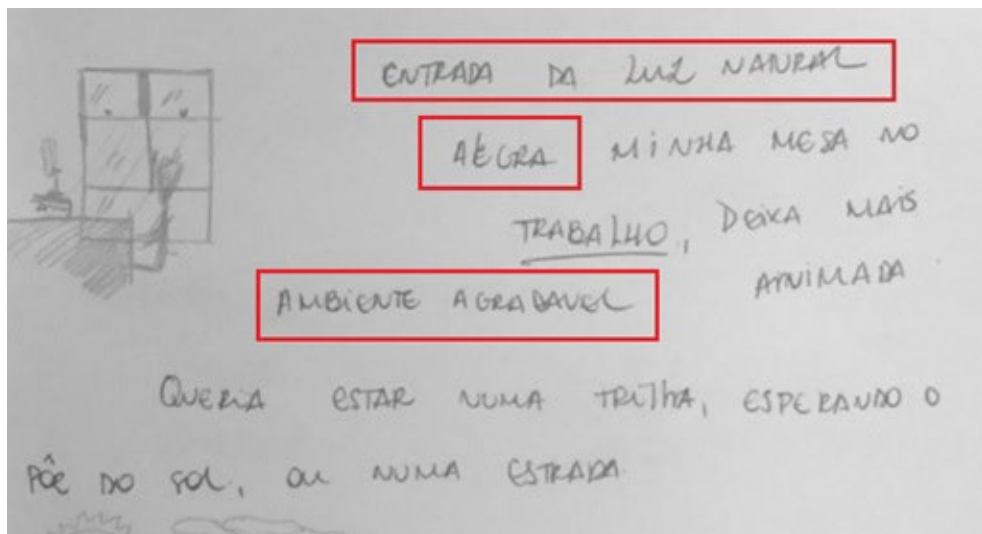 ENTRADA DA LUZ NATURAL
ALEGRA MINHA MESA NO
TRABALHO, DEIXA MAIS
ANIMADA.
AMBIENTE AGRADAVEL
QUERIA ESTAR NUMA TRILHA, ESPERANDO O
PÔE DO SOL, OU NUMA ESTRADA